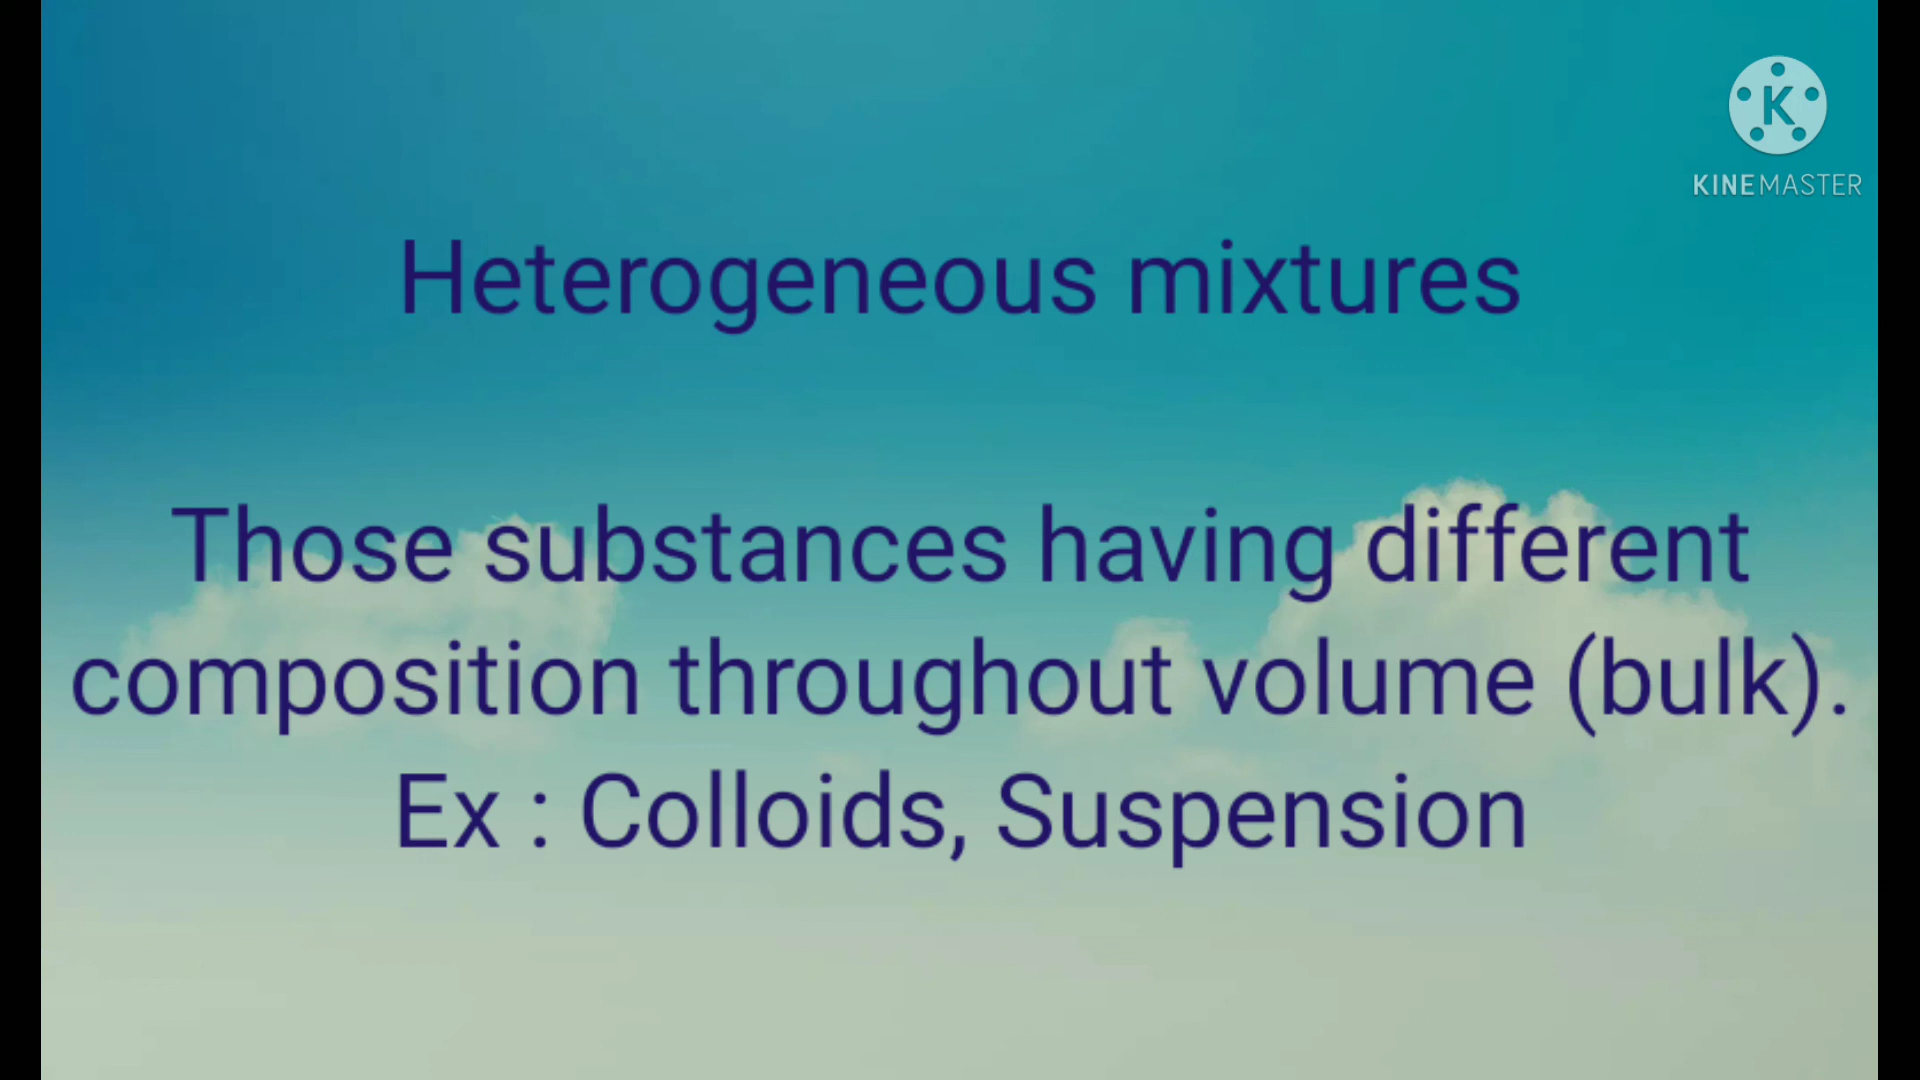 K
KINEMASTER
Heterogeneous mixtures
Those substances having different
composition throughout volume (bulk).
Ex : Colloids, Suspension